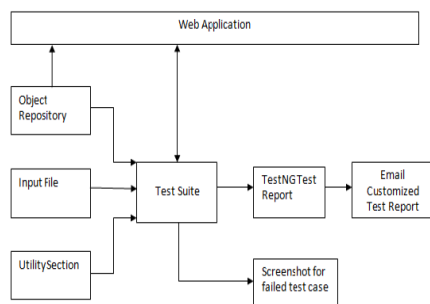 Web Application
Object
Repository
Input File
Test Suite
TestNGTest
Report
Email
Customized
Test Report
UtilitySection
Screenshot for
failed test case